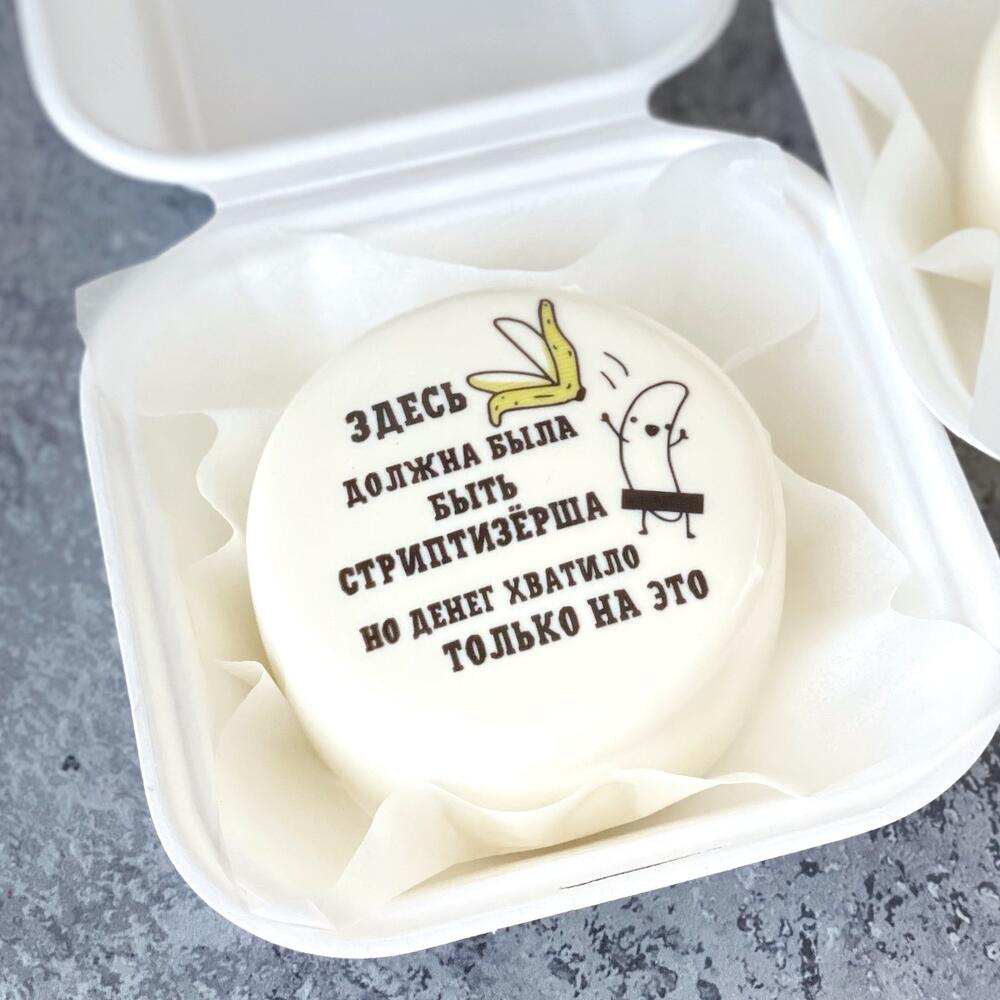 ЗДЕСЬ
ДОЛЖНА БЫЛА
БЫТЬ
СТРИПТИЗЁРША
НО ДЕНЕГ ХВАТИЛО
ТОЛЬКО НА ЭТО